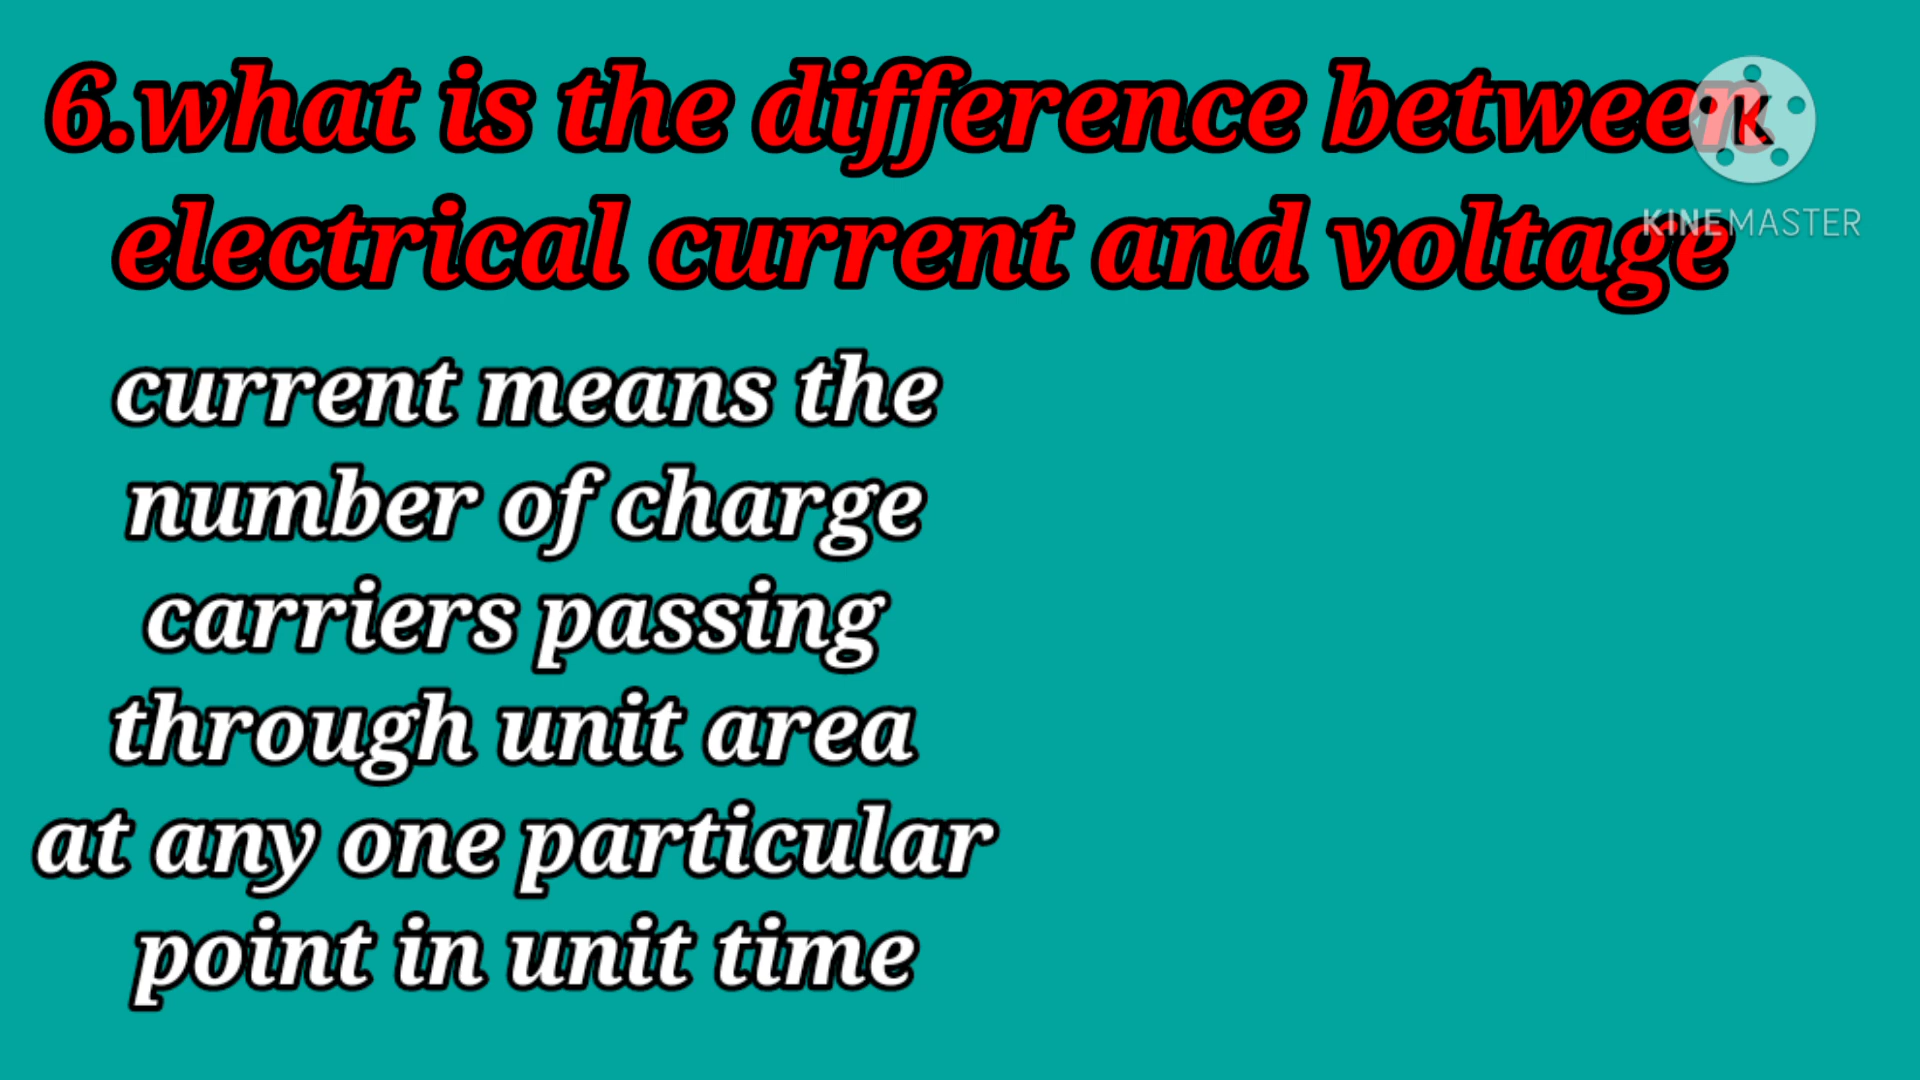 6.what is the difference between
K
KINEMASTER
electrical current and voltage
current means the
number of charge
carriers passing
through unit area
at any one particular
point in unit time